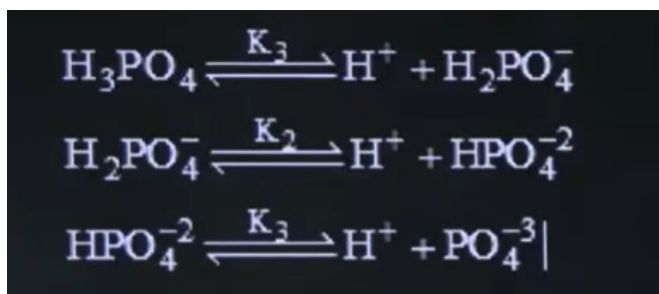 H₃PO₄ ⇌ K₃ H⁺ + H₂PO₄⁻
H₂PO₄⁻ ⇌ K₂ H⁺ + HPO₄⁻²
HPO₄⁻² ⇌ K₃ H⁺ + PO₄⁻³|